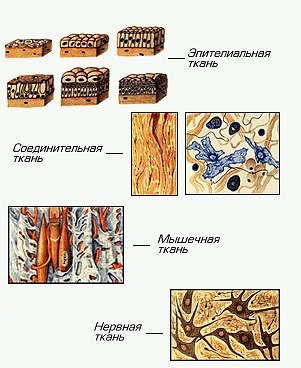 Эпителиальная
ткань
Соединительная
ткань
Мышечная
ткань
Нервная
ткань